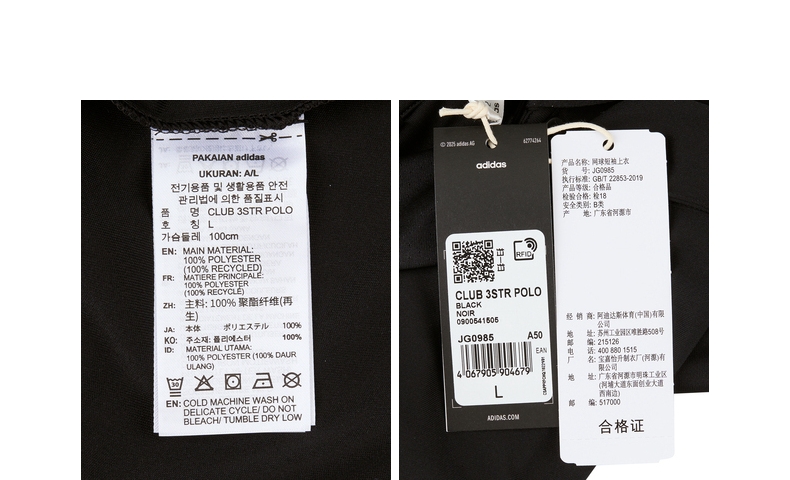 PAKAIAN adidas
UKURAN: A/L
전기용품 및 생활용품 안전
관리법에 의한 품질표시
품 명 CLUB 3STR POLO
호 칭 L
가슴둘레 100cm
EN: MAIN MATERIAL:
100% POLYESTER
(100% RECYCLED)
FR: MATIERE PRINCIPALE:
100% POLYESTER
(100% RECYCLÉ)
ZH: 主料: 100% 聚酯纤维(再
生)
JA: 本体 ポリエステル 100%
KO: 주소재: 폴리에스터 100%
ID: MATERIAL UTAMA:
100% POLYESTER (100% DAUR
ULANG)
30
EN: COLD MACHINE WASH ON
DELICATE CYCLE/ DO NOT
BLEACH/ TUMBLE DRY LOW
© 2025 adidas AG 62774264
adidas
RFID
CLUB 3STR POLO
BLACK
NOIR
0900541505
JG0985 A50
EAN
4 067905 904679
L
ADIDAS.COM
产品名称: 网球短袖上衣
货 号: JG0985
执行标准: GB/T 22853-2019
产品等级: 合格品
检验合格: 检18
安全类别: B类
产 地: 广东省河源市
经 销 商: 阿迪达斯体育(中国)有限
公司
地 址: 苏州工业园区唯胜路508号
邮 编: 215126
电 话: 400 880 1515
厂 名: 宝嘉怡升制衣厂(河源)有
限公司
地 址: 广东省河源市明珠工业区
(河埔大道东面创业大道
西南边)
邮 编: 517000
合格证